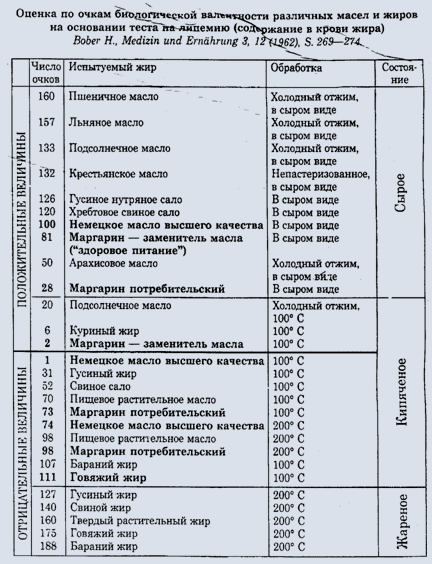 Оценка по очкам биологической валентности различных масел и жиров
на основании теста на липемию (содержание в крови жира)
Bober H., Medizin und Ernährung 3, 12 (1962), S. 269—274.
Число очков Испытуемый жир Обработка Состояние
ПОЛОЖИТЕЛЬНЫЕ ВЕЛИЧИНЫ
160 Пшеничное масло Холодный отжим,
в сыром виде
157 Льняное масло Холодный отжим,
в сыром виде
133 Подсолнечное масло Холодный отжим,
в сыром виде
132 Крестьянское масло Непастеризованное,
в сыром виде
126 Гусиное нутряное сало В сыром виде
120 Хребтовое свиное сало В сыром виде
100 Немецкое масло высшего качества В сыром виде
81 Маргарин — заменитель масла В сыром виде
("здоровое питание")
50 Арахисовое масло Холодный отжим,
в сыром виде
28 Маргарин потребительский В сыром виде
Сырое
20 Подсолнечное масло Холодный отжим,
100° С
6 Куриный жир 100° С
2 Маргарин — заменитель масла 100° С
ОТРИЦАТЕЛЬНЫЕ ВЕЛИЧИНЫ
1 Немецкое масло высшего качества 100° С
31 Гусиный жир 100° С
52 Свиное сало 100° С
70 Пищевое растительное масло 100° С
73 Маргарин потребительский 100° С
74 Немецкое масло высшего качества 200° С
98 Пищевое растительное масло 200° С
98 Маргарин потребительский 200° С
107 Бараний жир 100° С
111 Говяжий жир 100° С
Кипяченое
127 Гусиный жир 200° С
140 Свиной жир 200° С
160 Твердый растительный жир 200° С
175 Говяжий жир 200° С
188 Бараний жир 200° С
Жареное